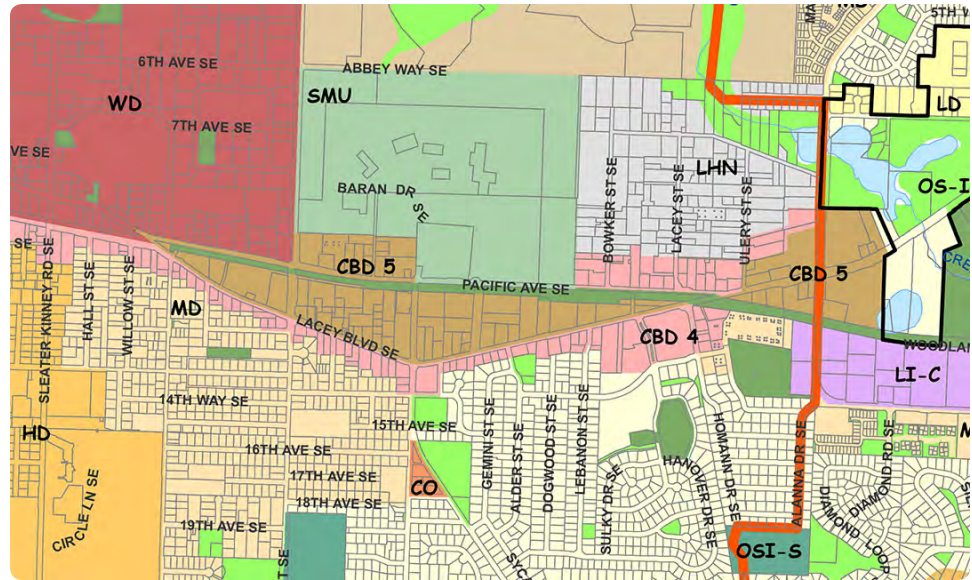 5TH
6TH AVE SE
ABBEY WAY SE
WD
SMU
LD
7TH AVE SE
VE SE
LHN
BARAN DR SE
OS-I
BOWKER ST SE
LACEY ST SE
ULERY ST SE
SE
CBD 5
CBD 5
CRE
PACIFIC AVE SE
SLEATER KINNEY RD SE
HALL ST SE
WILLOW ST SE
MD
LACEY BLVD SE
CBD 4
WOODLAN
LI-C
14TH WAY SE
HD
15TH AVE SE
16TH AVE SE
17TH AVE SE
CO
18TH AVE SE
19TH AVE SE
CIRCLE LN SE
T SE
GEMINI ST SE
ALDER ST SE
DOGWOOD ST SE
LEBANON ST SE
SULKY DR SE
HANOVER DR SE
HOMANN DR SE
ALANNA DR SE
DIAMOND RD SE
DIAMOND LOOP
M
SYC
OSI-S